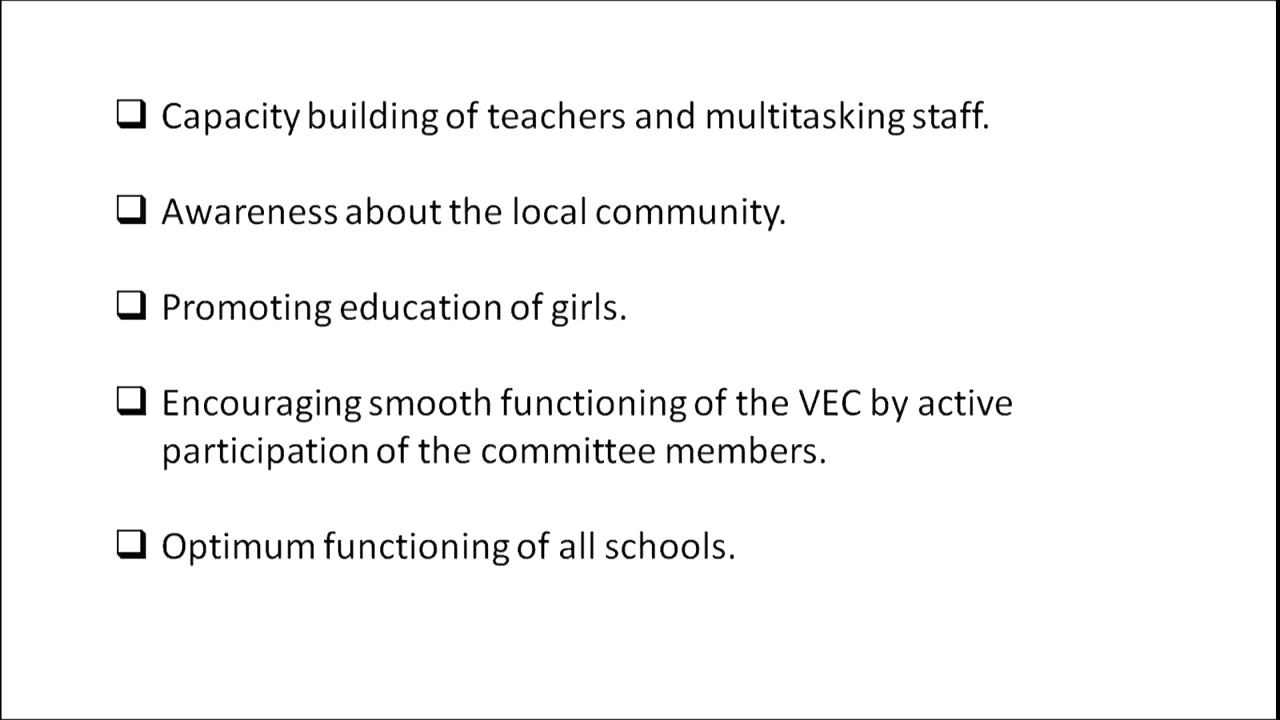 Capacity building of teachers and multitasking staff.
Awareness about the local community.
Promoting education of girls.
Encouraging smooth functioning of the VEC by active
participation of the committee members.
Optimum functioning of all schools.